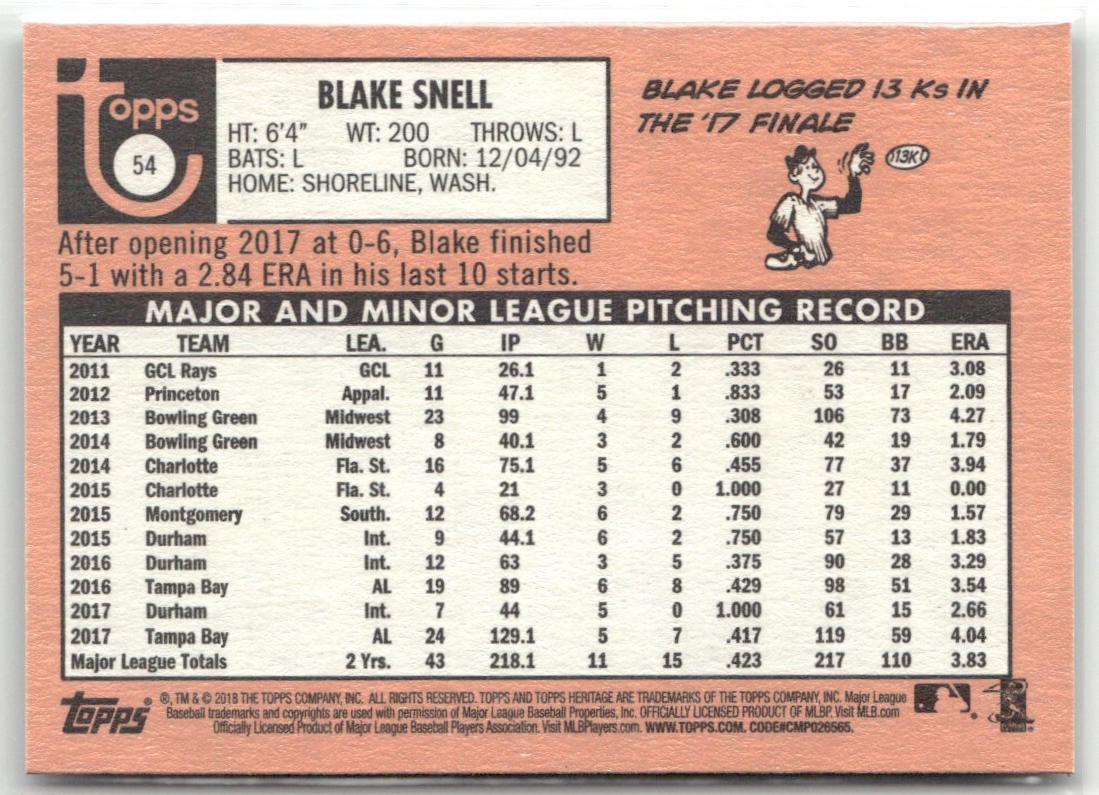 topps
54
BLAKE SNELL
HT: 6'4" WT: 200 THROWS: L
BATS: L BORN: 12/04/92
HOME: SHORELINE, WASH.
BLAKE LOGGED 13 Ks IN
THE '17 FINALE
13K!
After opening 2017 at 0-6, Blake finished
5-1 with a 2.84 ERA in his last 10 starts.
MAJOR AND MINOR LEAGUE PITCHING RECORD
YEAR TEAM LEA. G IP W L PCT SO BB ERA
2011 GCL Rays GCL 11 26.1 1 2 .333 26 11 3.08
2012 Princeton Appal. 11 47.1 5 1 .833 53 17 2.09
2013 Bowling Green Midwest 23 99 4 9 .308 106 73 4.27
2014 Bowling Green Midwest 8 40.1 3 2 .600 42 19 1.79
2014 Charlotte Fla. St. 16 75.1 5 6 .455 77 37 3.94
2015 Charlotte Fla. St. 4 21 3 0 1.000 27 11 0.00
2015 Montgomery South. 12 68.2 6 2 .750 79 29 1.57
2015 Durham Int. 9 44.1 6 2 .750 57 13 1.83
2016 Durham Int. 12 63 3 5 .375 90 28 3.29
2016 Tampa Bay AL 19 89 6 8 .429 98 51 3.54
2017 Durham Int. 7 44 5 0 1.000 61 15 2.66
2017 Tampa Bay AL 24 129.1 5 7 .417 119 59 4.04
Major League Totals 2 Yrs. 43 218.1 11 15 .423 217 110 3.83
topps® ®, TM & © 2018 THE TOPPS COMPANY, INC. ALL RIGHTS RESERVED. TOPPS AND TOPPS HERITAGE ARE TRADEMARKS OF THE TOPPS COMPANY, INC. Major League
Baseball trademarks and copyrights are used with permission of Major League Baseball Properties, Inc. OFFICIALLY LICENSED PRODUCT OF MLBP. Visit MLB.com
Officially Licensed Product of Major League Baseball Players Association. Visit MLBPlayers.com. WWW.TOPPS.COM. CODE#CMP026565.